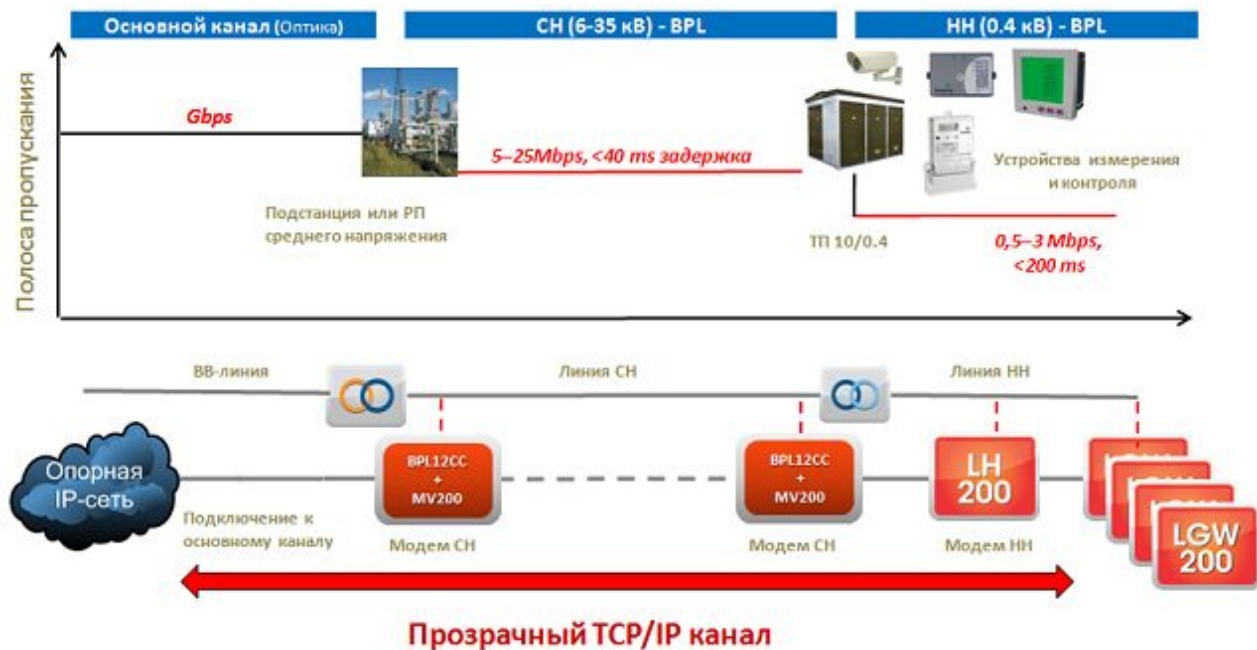 Основной канал (Оптика)
СН (6-35 кВ) - BPL
НН (0.4 кВ) - BPL
Полоса пропускания
Gbps
5–25Mbps, <40 ms задержка
Устройства измерения
и контроля
Подстанция или РП
среднего напряжения
ТП 10/0.4
0,5–3 Mbps,
<200 ms
ВВ-линия
Линия СН
Линия НН
Опорная
IP-сеть
BPL12CC
+
MV200
BPL12CC
+
MV200
LH
200
LGW
200
Подключение к
основному каналу
Модем СН
Модем СН
Модем НН
Прозрачный TCP/IP канал